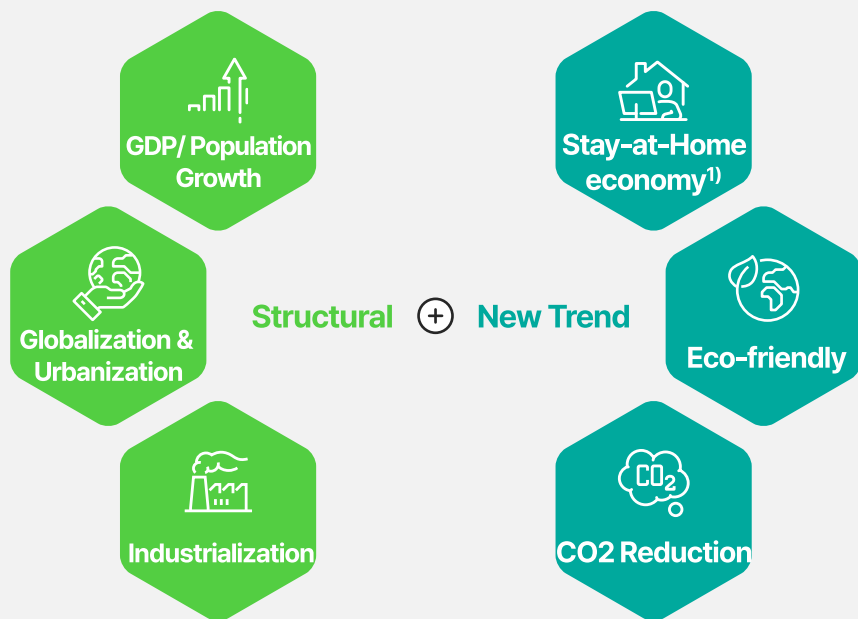 GDP/ Population
Growth
Stay-at-Home
economy¹⁾
Globalization &
Urbanization
Structural
New Trend
Eco-friendly
Industrialization
CO₂
CO2 Reduction